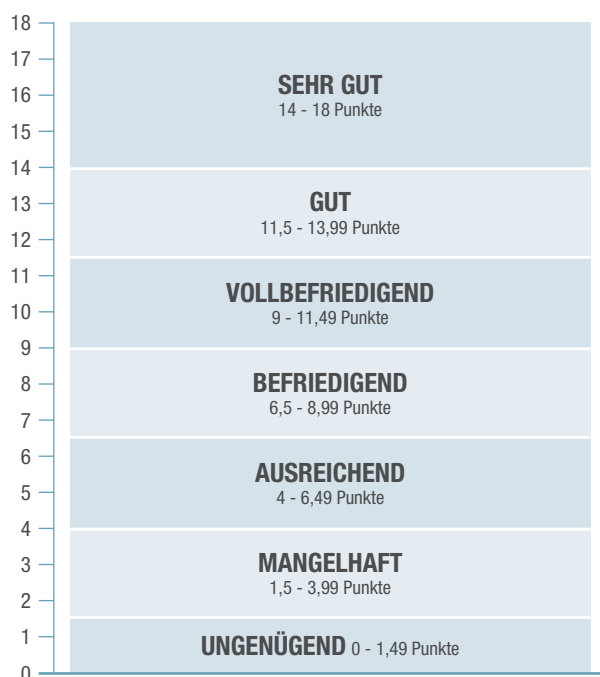 18
17
16
15
14
13
12
11
10
9
8
7
6
5
4
3
2
1
0
SEHR GUT
14 - 18 Punkte
GUT
11,5 - 13,99 Punkte
VOLLBEFRIEDIGEND
9 - 11,49 Punkte
BEFRIEDIGEND
6,5 - 8,99 Punkte
AUSREICHEND
4 - 6,49 Punkte
MANGELHAFT
1,5 - 3,99 Punkte
UNGENÜGEND 0 - 1,49 Punkte